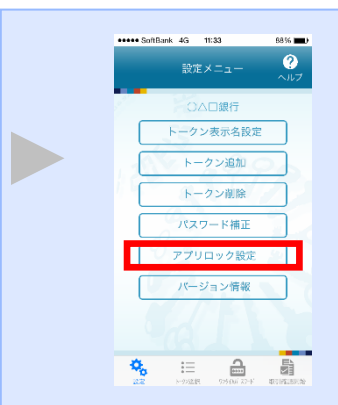 SoftBank 4G 11:33 68%
設定メニュー
ヘルプ
○△□銀行
トークン表示名設定
トークン追加
トークン削除
パスワード補正
アプリロック設定
バージョン情報
設定